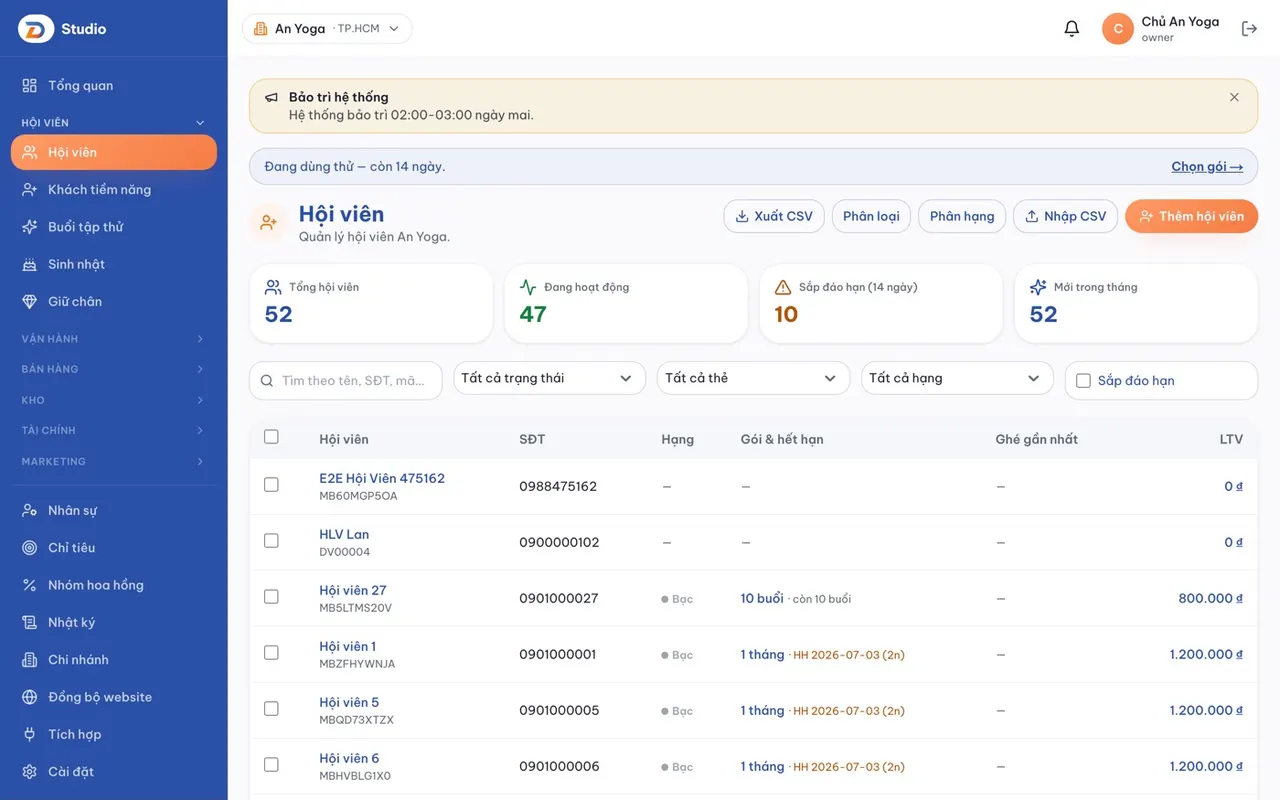 Studio
Tổng quan
HỘI VIÊN
Hội viên
Khách tiềm năng
Buổi tập thử
Sinh nhật
Giữ chân
VẬN HÀNH
BÁN HÀNG
KHO
TÀI CHÍNH
MARKETING
Nhân sự
Chỉ tiêu
Nhóm hoa hồng
Nhật ký
Chi nhánh
Đồng bộ website
Tích hợp
Cài đặt
An Yoga · TP.HCM
C
Chủ An Yoga
owner
Bảo trì hệ thống
Hệ thống bảo trì 02:00-03:00 ngày mai.
Đang dùng thử — còn 14 ngày.
Chọn gói →
Hội viên
Quản lý hội viên An Yoga.
Xuất CSV
Phân loại
Phân hạng
Nhập CSV
Thêm hội viên
Tổng hội viên
52
Đang hoạt động
47
Sắp đáo hạn (14 ngày)
10
Mới trong tháng
52
Tìm theo tên, SĐT, mã...
Tất cả trạng thái
Tất cả thẻ
Tất cả hạng
Sắp đáo hạn
Hội viên SĐT Hạng Gói & hết hạn Ghé gần nhất LTV
E2E Hội Viên 475162 0988475162 — — — 0 ₫
MB60MGP5OA
HLV Lan 0900000102 — — — 0 ₫
DV00004
Hội viên 27 0901000027 Bạc 10 buổi · còn 10 buổi — 800.000 ₫
MB5LTMS20V
Hội viên 1 0901000001 Bạc 1 tháng · HH 2026-07-03 (2n) — 1.200.000 ₫
MBZFHYWNJA
Hội viên 5 0901000005 Bạc 1 tháng · HH 2026-07-03 (2n) — 1.200.000 ₫
MBQD73XTZX
Hội viên 6 0901000006 Bạc 1 tháng · HH 2026-07-03 (2n) — 1.200.000 ₫
MBHVBLG1X0